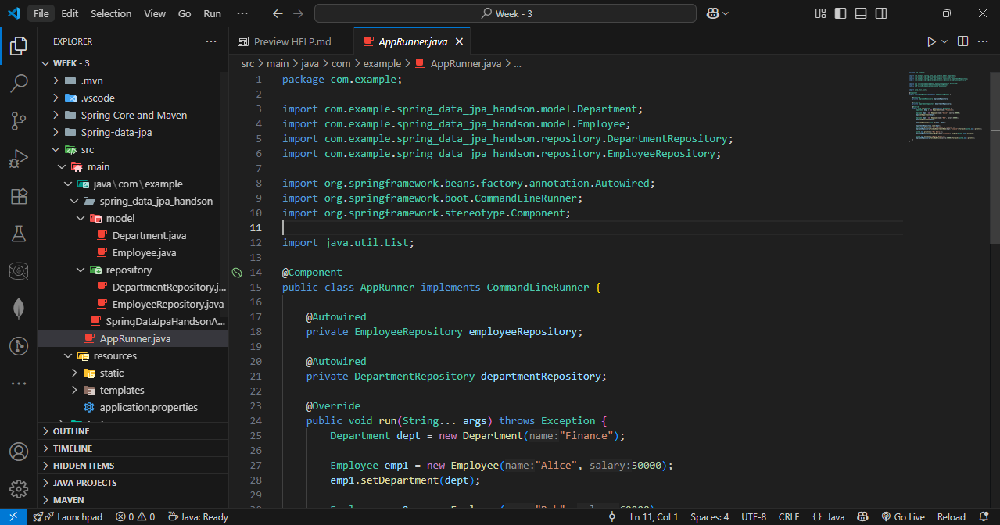 File Edit Selection View Go Run ··· Week - 3
EXPLORER
WEEK - 3
.mvn
.vscode
Spring Core and Maven
Spring-data-jpa
src
main
java\com\example
spring_data_jpa_handson
model
Department.java
Employee.java
repository
DepartmentRepository.j...
EmployeeRepository.java
SpringDataJpaHandsonA...
AppRunner.java
resources
static
templates
application.properties
OUTLINE
TIMELINE
HIDDEN ITEMS
JAVA PROJECTS
MAVEN
Preview HELP.md AppRunner.java
src > main > java > com > example > AppRunner.java > ...
1 package com.example;
2
3 import com.example.spring_data_jpa_handson.model.Department;
4 import com.example.spring_data_jpa_handson.model.Employee;
5 import com.example.spring_data_jpa_handson.repository.DepartmentRepository;
6 import com.example.spring_data_jpa_handson.repository.EmployeeRepository;
7
8 import org.springframework.beans.factory.annotation.Autowired;
9 import org.springframework.boot.CommandLineRunner;
10 import org.springframework.stereotype.Component;
11
12 import java.util.List;
13
14 @Component
15 public class AppRunner implements CommandLineRunner {
16
17 @Autowired
18 private EmployeeRepository employeeRepository;
19
20 @Autowired
21 private DepartmentRepository departmentRepository;
22
23 @Override
24 public void run(String... args) throws Exception {
25 Department dept = new Department(name:"Finance");
26
27 Employee emp1 = new Employee(name:"Alice", salary:50000);
28 emp1.setDepartment(dept);
29
Launchpad 0 0 Java: Ready Ln 11, Col 1 Spaces: 4 UTF-8 CRLF {} Java Go Live Reload